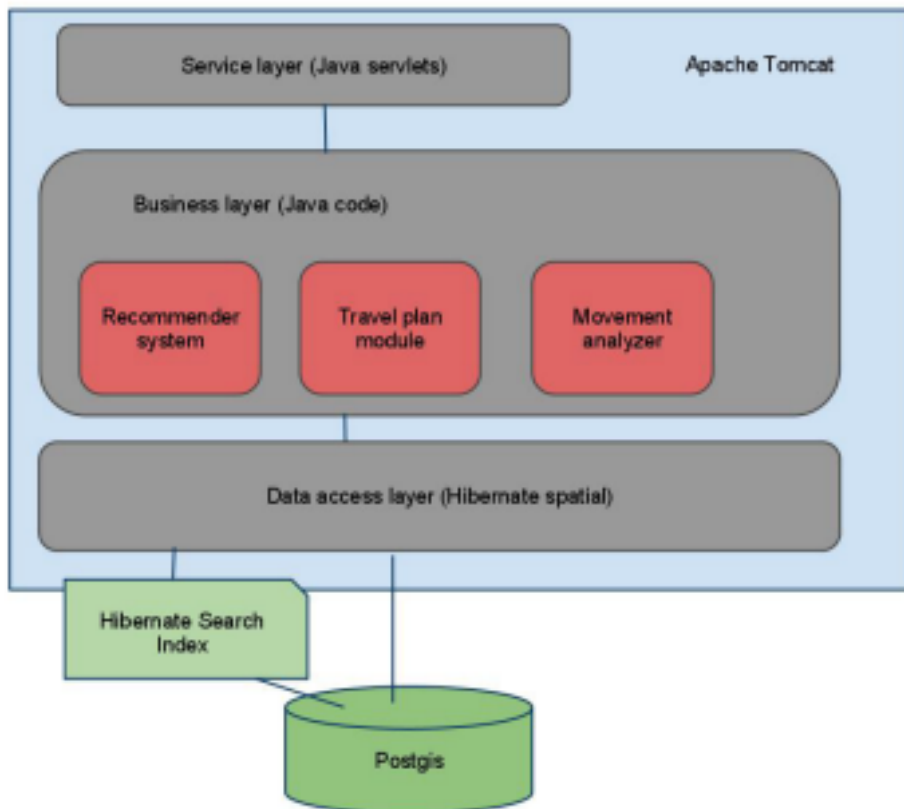 Service layer (Java servlets)
Apache Tomcat
Business layer (Java code)
Recommender
system
Travel plan
module
Movement
analyzer
Data access layer (Hibernate spatial)
Hibernate Search
Index
Postgis